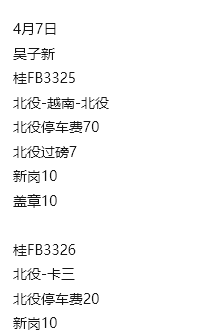 4月7日
吴子新
桂FB3325
北役-越南-北役
北役停车费70
北役过磅7
新岗10
盖章10
桂FB3326
北役-卡三
北役停车费20
新岗10